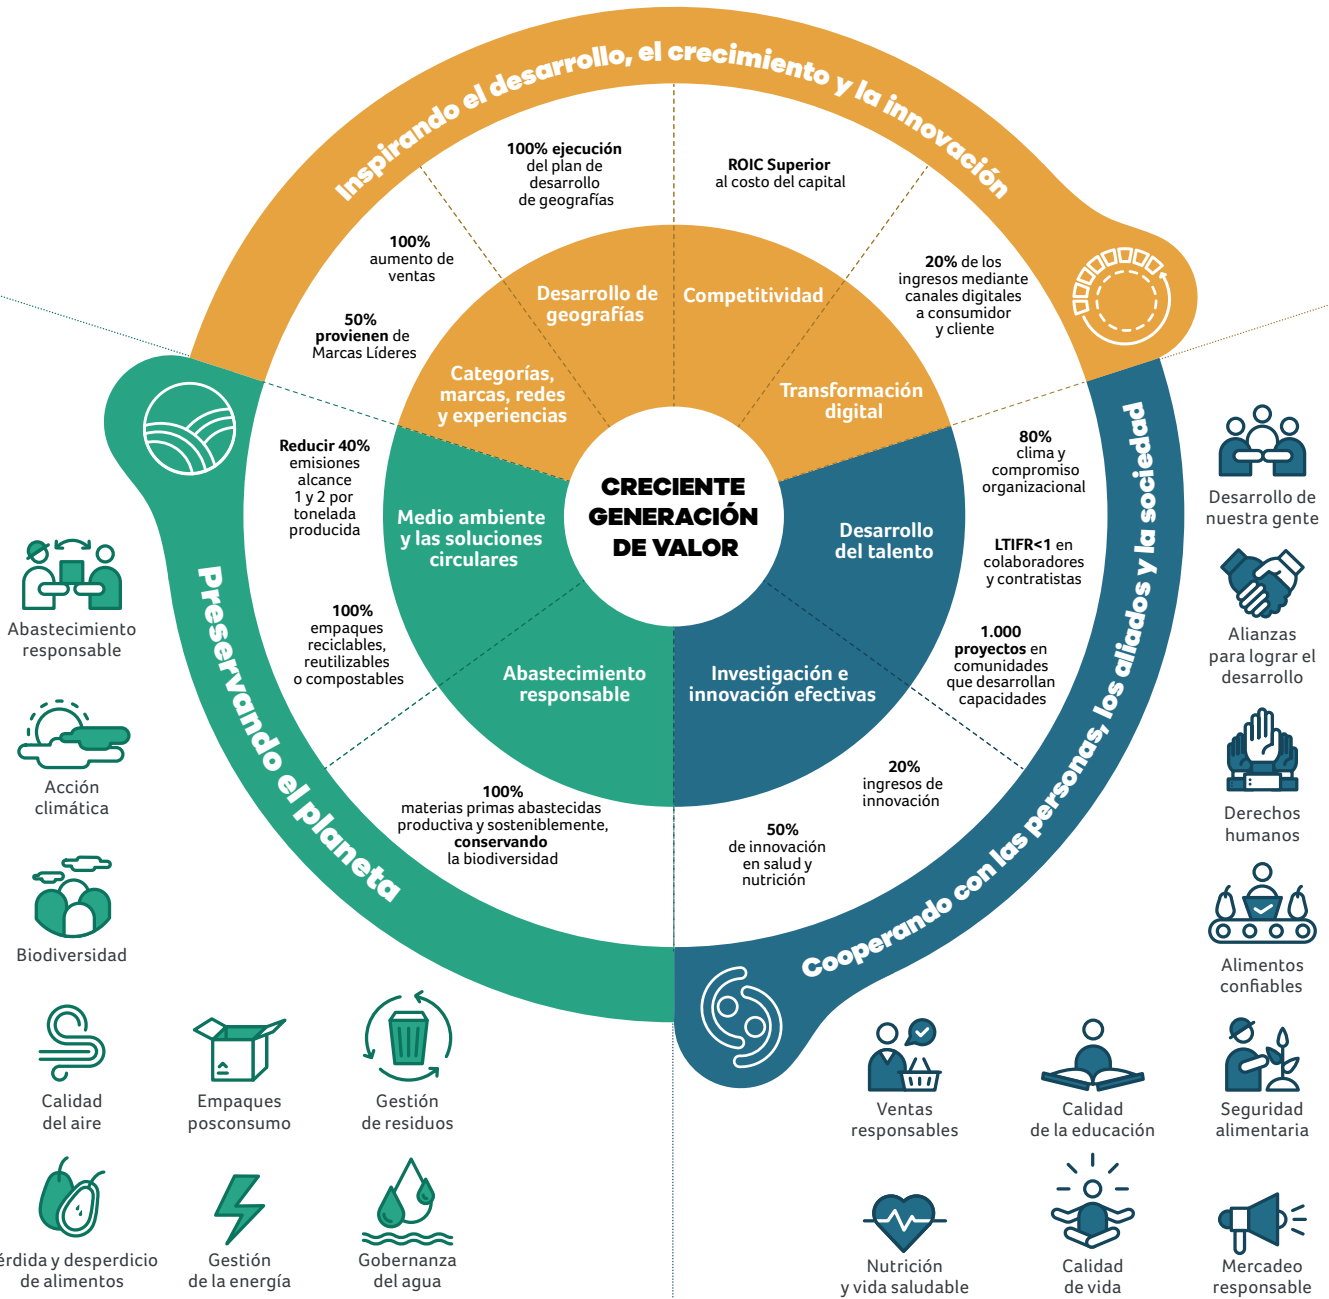 Inspirando el desarrollo, el crecimiento y la innovación
100% ejecución
del plan de
desarrollo
de geografías
ROIC Superior
al costo del capital
100%
aumento de
ventas
50%
provienen de
Marcas Líderes
20% de los
ingresos mediante
canales digitales
a consumidor
y cliente
Desarrollo de
geografías
Competitividad
Categorías,
marcas, redes
y experiencias
Transformación
digital
CRECIENTE
GENERACIÓN
DE VALOR
Preservando el planeta
Reducir 40%
emisiones
alcance
1 y 2 por
tonelada
producida
100%
empaques
reciclables,
reutilizables
o compostables
Medio ambiente
y las soluciones
circulares
Abastecimiento
responsable
100%
materias primas abastecidas
productiva y sosteniblemente,
conservando
la biodiversidad
Cooperando con las personas, los aliados y la sociedad
Desarrollo
del talento
Investigación e
innovación efectivas
80%
clima y
compromiso
organizacional
LTIFR<1 en
colaboradores
y contratistas
1.000
proyectos en
comunidades
que desarrollan
capacidades
20%
ingresos de
innovación
50%
de innovación
en salud y
nutrición
Abastecimiento
responsable
Acción
climática
Biodiversidad
Calidad
del aire
Empaques
posconsumo
Gestión
de residuos
érdida y desperdicio
de alimentos
Gestión
de la energía
Gobernanza
del agua
Desarrollo de
nuestra gente
Alianzas
para lograr el
desarrollo
Derechos
humanos
Alimentos
confiables
Ventas
responsables
Calidad
de la educación
Seguridad
alimentaria
Nutrición
y vida saludable
Calidad
de vida
Mercadeo
responsable